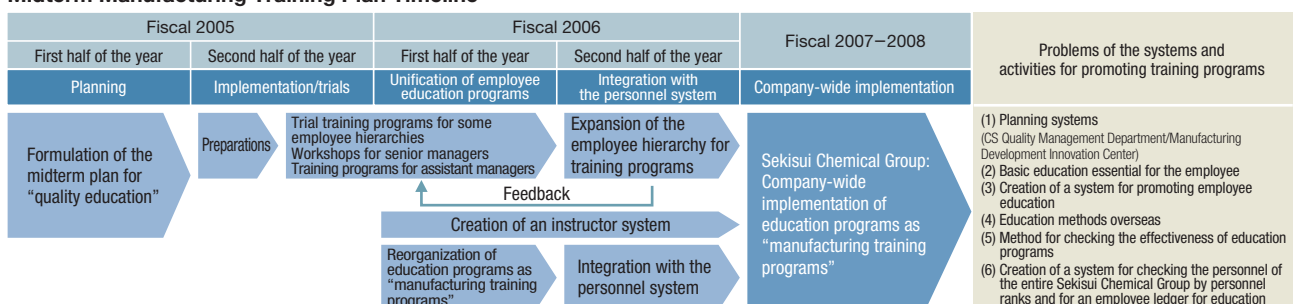 Midterm Manufacturing Training Plan Timeline
Fiscal 2005
Fiscal 2006
Fiscal 2007–2008
Problems of the systems and
activities for promoting training programs
First half of the year
Second half of the year
First half of the year
Second half of the year
Planning
Implementation/trials
Unification of employee
education programs
Integration with
the personnel system
Company-wide implementation
Formulation of the
midterm plan for
“quality education”
Preparations
Trial training programs for some
employee hierarchies
Workshops for senior managers
Training programs for assistant managers
Expansion of the
employee hierarchy for
training programs
Feedback
Creation of an instructor system
Reorganization of
education programs as
“manufacturing training
programs”
Integration with the
personnel system
Sekisui Chemical Group:
Company-wide
implementation of
education programs as
“manufacturing training
programs”
(1) Planning systems
(CS Quality Management Department/Manufacturing
Development Innovation Center)
(2) Basic education essential for the employee
(3) Creation of a system for promoting employee
education
(4) Education methods overseas
(5) Method for checking the effectiveness of education
programs
(6) Creation of a system for checking the personnel of
the entire Sekisui Chemical Group by personnel
ranks and for an employee ledger for education